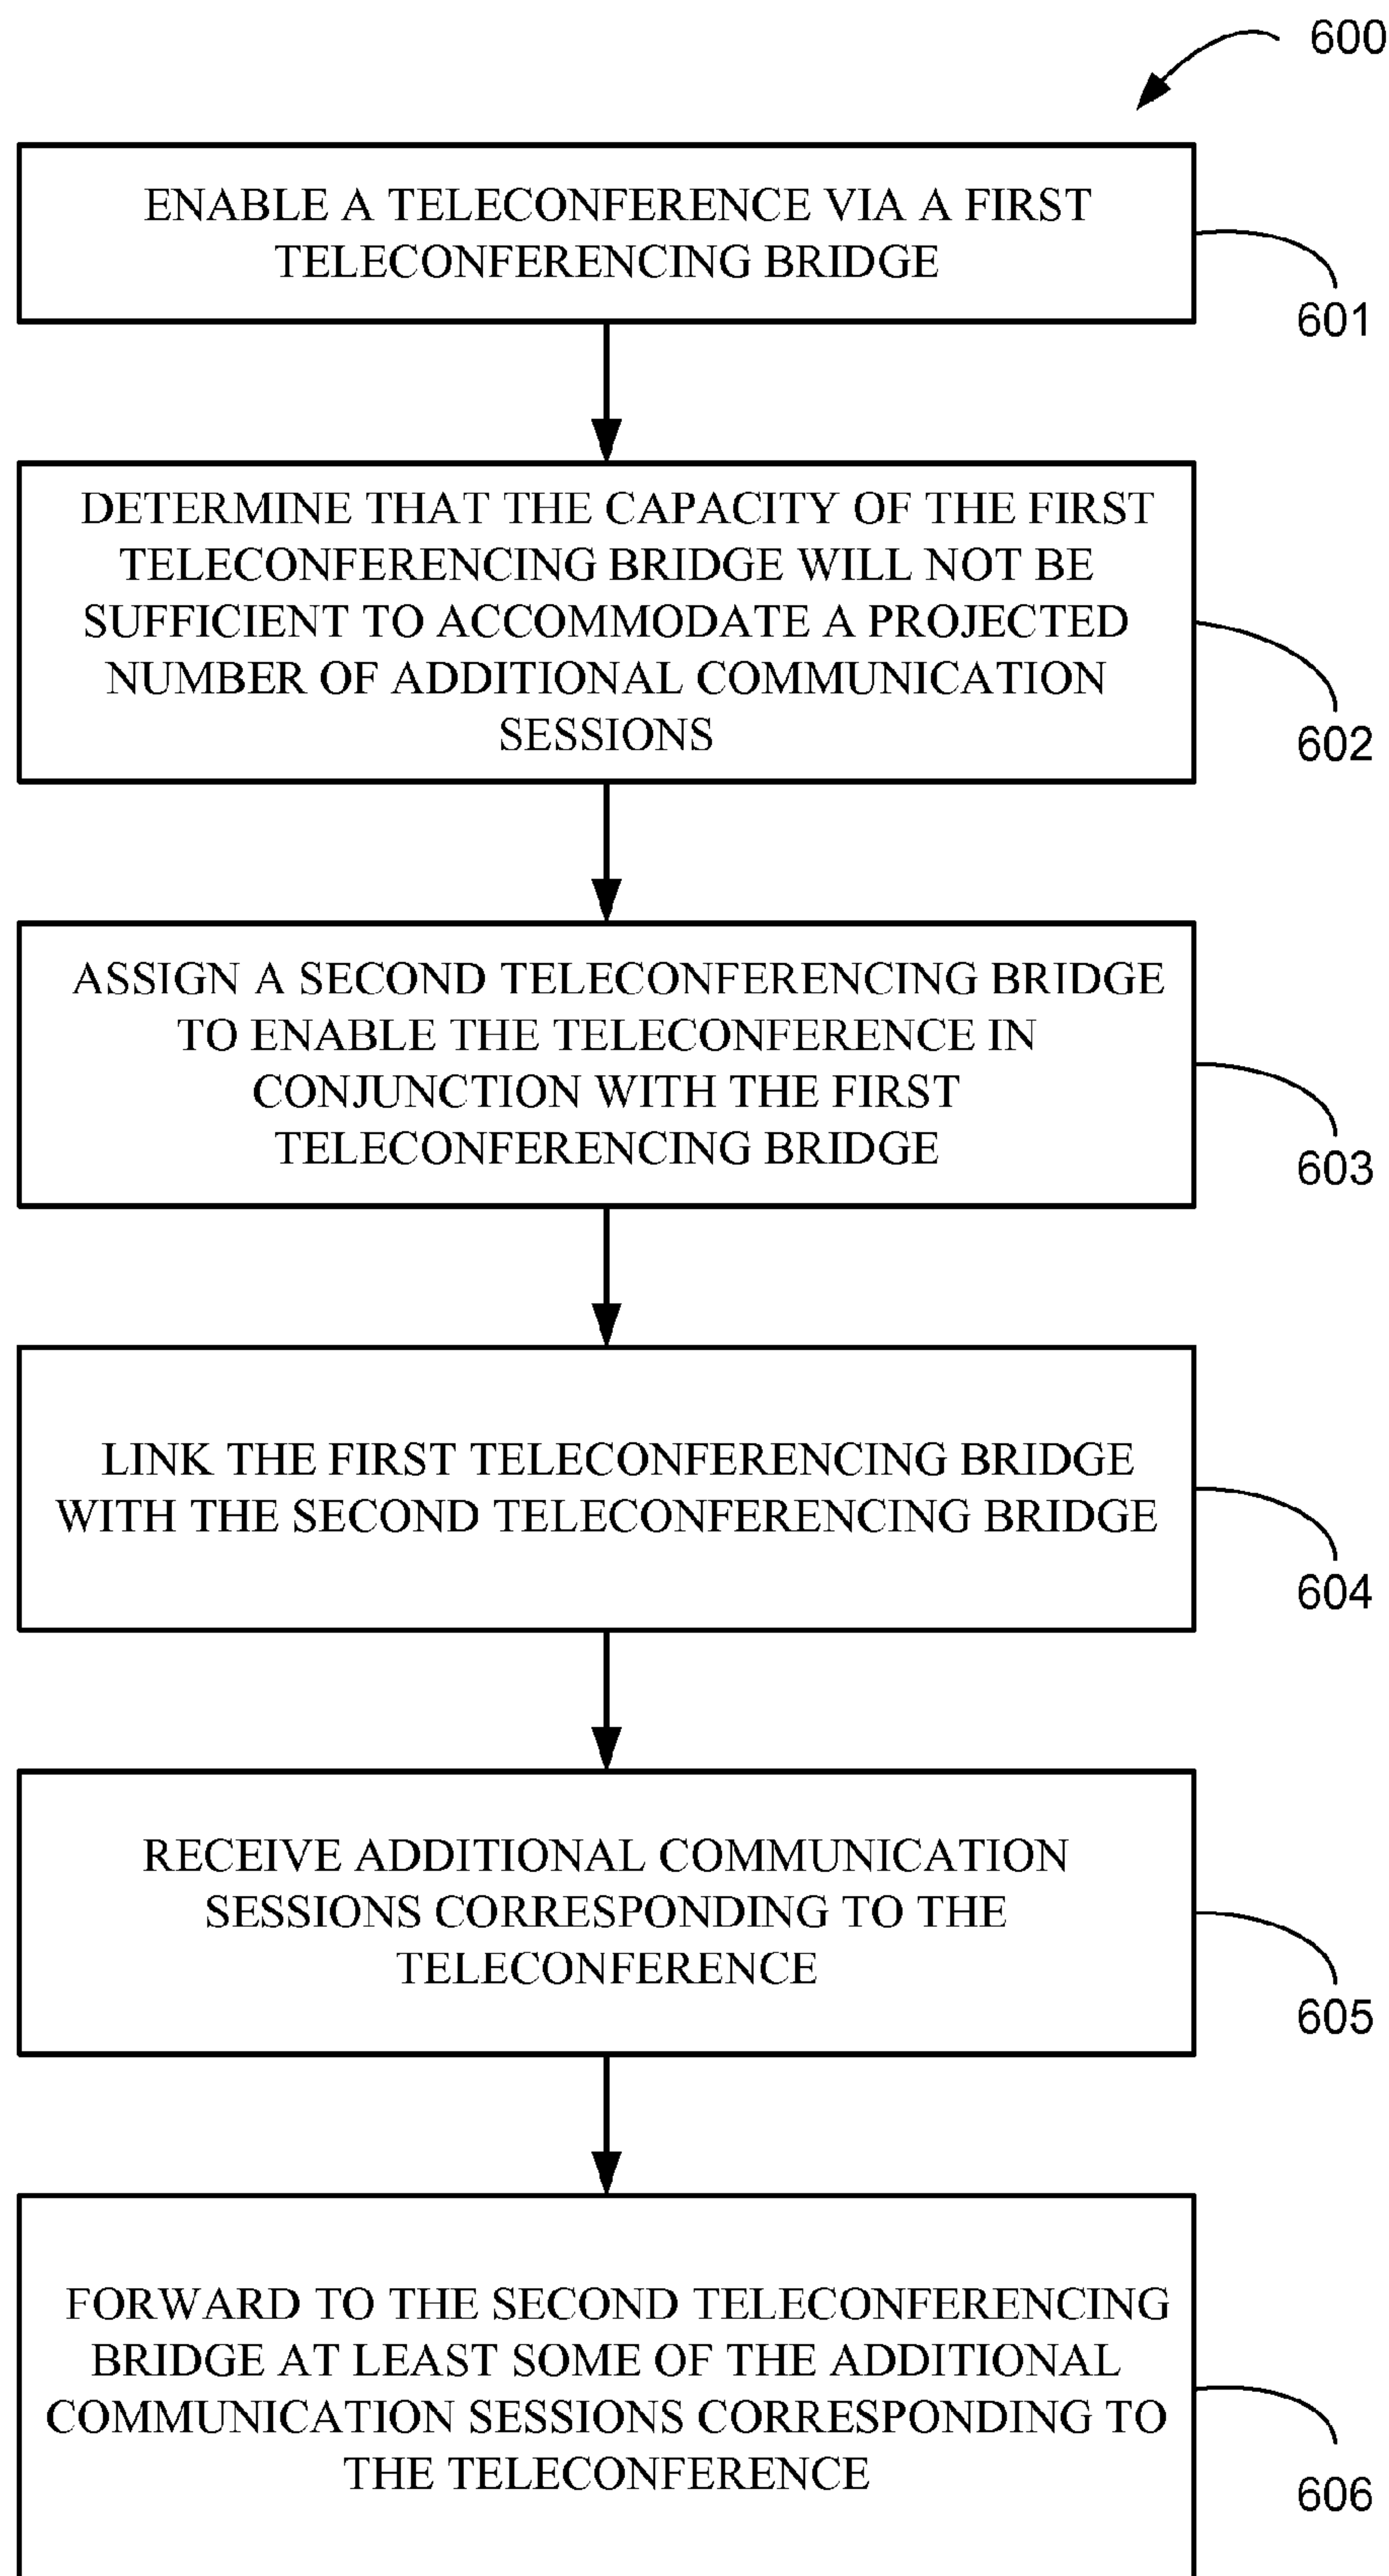 600
ENABLE A TELECONFERENCE VIA A FIRST
TELECONFERENCING BRIDGE
601
DETERMINE THAT THE CAPACITY OF THE FIRST
TELECONFERENCING BRIDGE WILL NOT BE
SUFFICIENT TO ACCOMMODATE A PROJECTED
NUMBER OF ADDITIONAL COMMUNICATION
SESSIONS
602
ASSIGN A SECOND TELECONFERENCING BRIDGE
TO ENABLE THE TELECONFERENCE IN
CONJUNCTION WITH THE FIRST
TELECONFERENCING BRIDGE
603
LINK THE FIRST TELECONFERENCING BRIDGE
WITH THE SECOND TELECONFERENCING BRIDGE
604
RECEIVE ADDITIONAL COMMUNICATION
SESSIONS CORRESPONDING TO THE
TELECONFERENCE
605
FORWARD TO THE SECOND TELECONFERENCING
BRIDGE AT LEAST SOME OF THE ADDITIONAL
COMMUNICATION SESSIONS CORRESPONDING TO
THE TELECONFERENCE
606